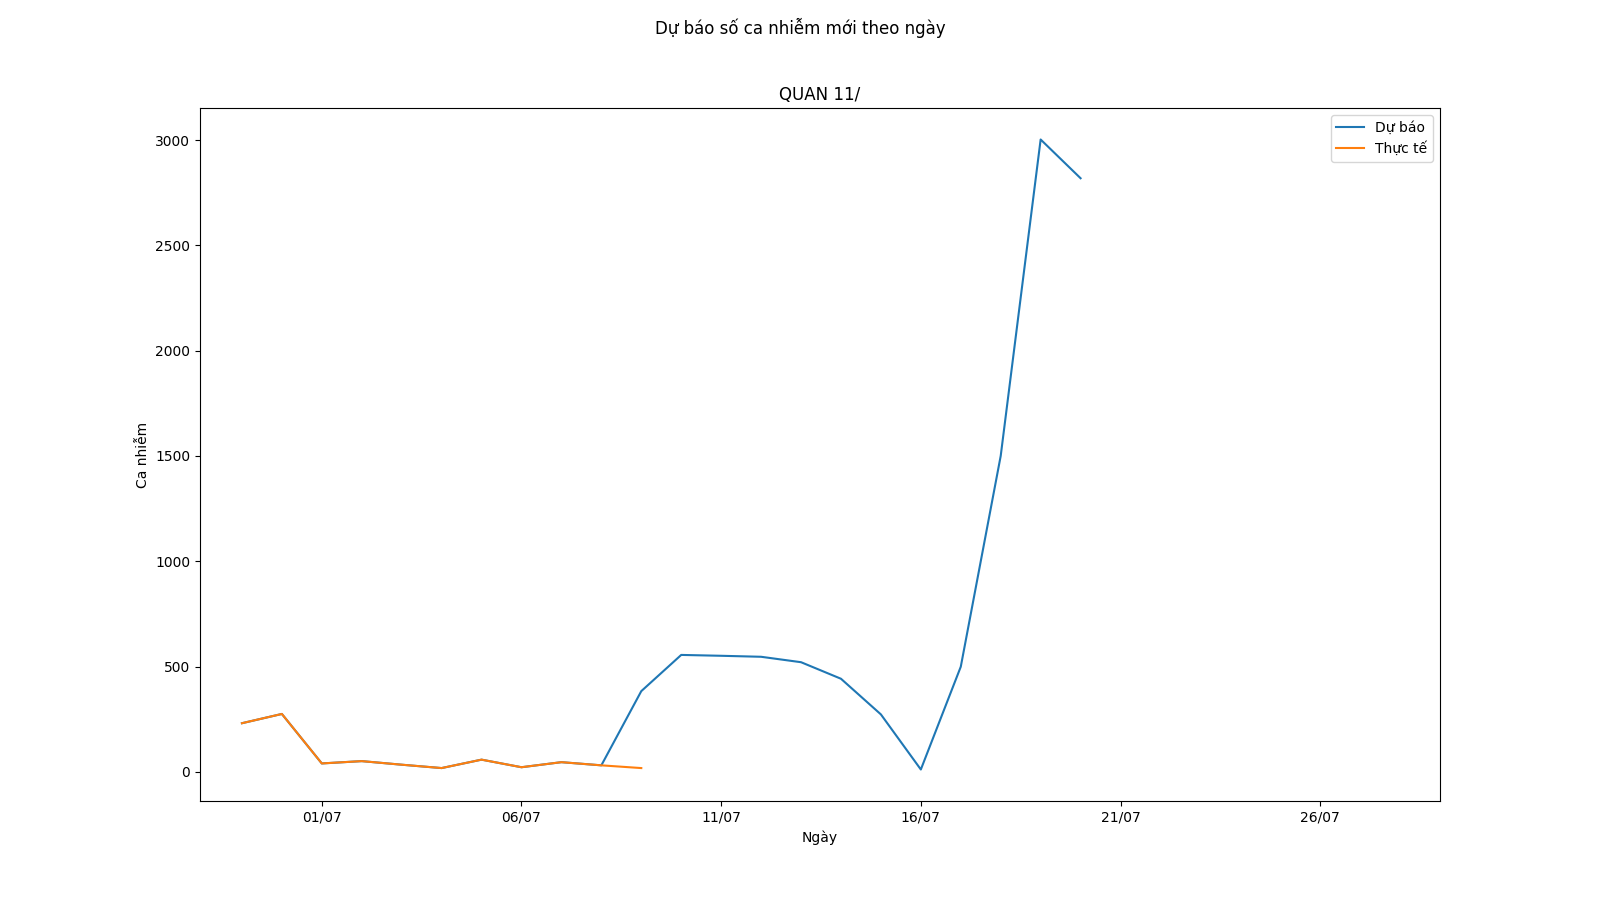 Dự báo số ca nhiễm mới theo ngày
QUAN 11/
Dự báo
Thực tế
3000
2500
2000
1500
1000
500
0
Ca nhiễm
01/07
06/07
11/07
16/07
21/07
26/07
Ngày